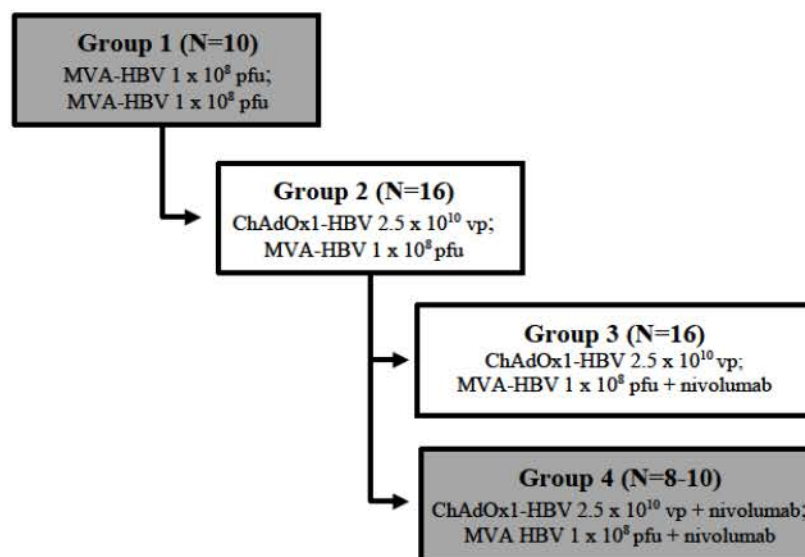 Group 1 (N=10)
MVA-HBV 1 x 10⁸ pfu;
MVA-HBV 1 x 10⁸ pfu
Group 2 (N=16)
ChAdOx1-HBV 2.5 x 10¹⁰ vp;
MVA-HBV 1 x 10⁸ pfu
Group 3 (N=16)
ChAdOx1-HBV 2.5 x 10¹⁰ vp;
MVA-HBV 1 x 10⁸ pfu + nivolumab
Group 4 (N=8-10)
ChAdOx1-HBV 2.5 x 10¹⁰ vp + nivolumab;
MVA HBV 1 x 10⁸ pfu + nivolumab